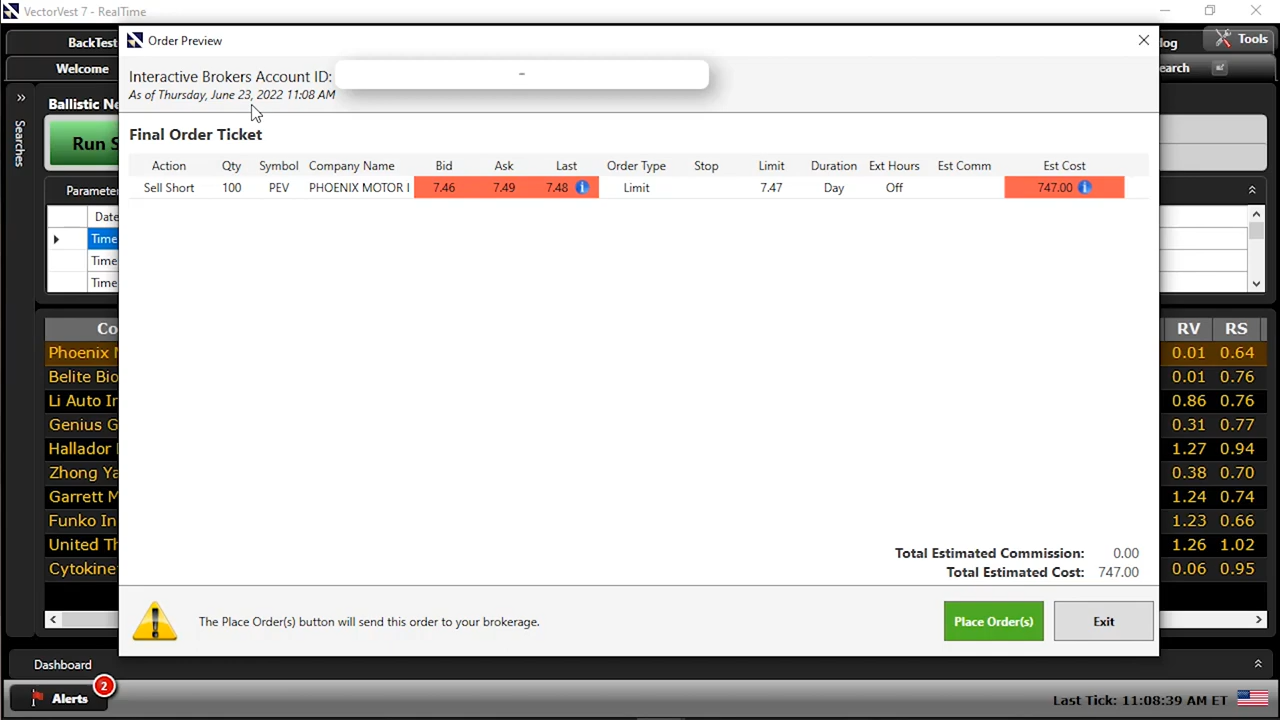 VectorVest 7 - RealTime
BackTest
Order Preview
log
Tools
Welcome
Interactive Brokers Account ID: -
earch
As of Thursday, June 23, 2022 11:08 AM
Searches
Ballistic Ne
Final Order Ticket
Run S
Action Qty Symbol Company Name Bid Ask Last Order Type Stop Limit Duration Ext Hours Est Comm Est Cost
Sell Short 100 PEV PHOENIX MOTOR I 7.46 7.49 7.48 Limit 7.47 Day Off 747.00
Parameter
Date
Time
Time
Time
Co RV RS
Phoenix M 0.01 0.64
Belite Bio 0.01 0.76
Li Auto In 0.86 0.76
Genius G 0.31 0.77
Hallador 1.27 0.94
Zhong Ya 0.38 0.70
Garrett M 1.24 0.74
Funko In 1.23 0.66
United Th 1.26 1.02
Cytokine 0.06 0.95
Total Estimated Commission: 0.00
Total Estimated Cost: 747.00
The Place Order(s) button will send this order to your brokerage.
Place Order(s)
Exit
Dashboard
Alerts 2
Last Tick: 11:08:39 AM ET